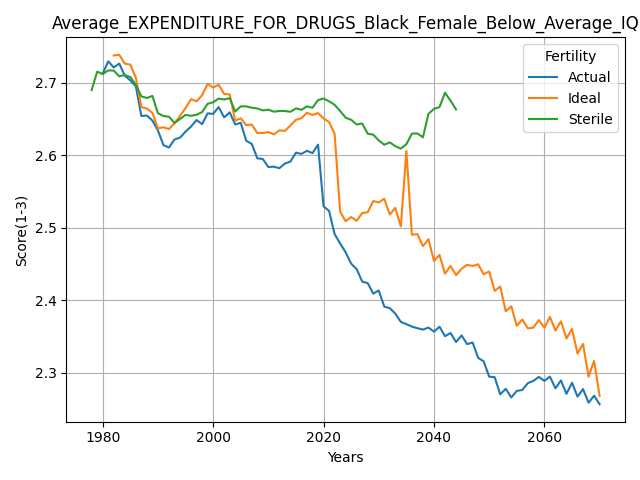 Average_EXPENDITURE_FOR_DRUGS_Black_Female_Below_Average_IQ
Fertility
Actual
Ideal
Sterile
Score(1-3)
2.7
2.6
2.5
2.4
2.3
1980 2000 2020 2040 2060
Years